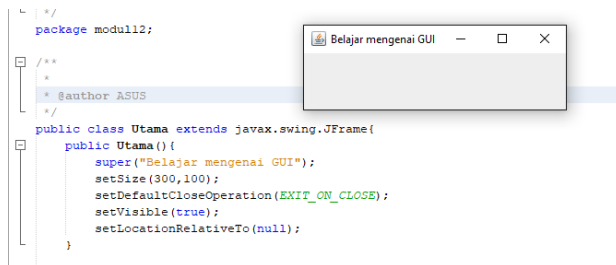 */
package modul12;
Belajar mengenai GUI
/**
*
* @author ASUS
*/
public class Utama extends javax.swing.JFrame{
public Utama(){
super("Belajar mengenai GUI");
setSize(300,100);
setDefaultCloseOperation(EXIT_ON_CLOSE);
setVisible(true);
setLocationRelativeTo(null);
}